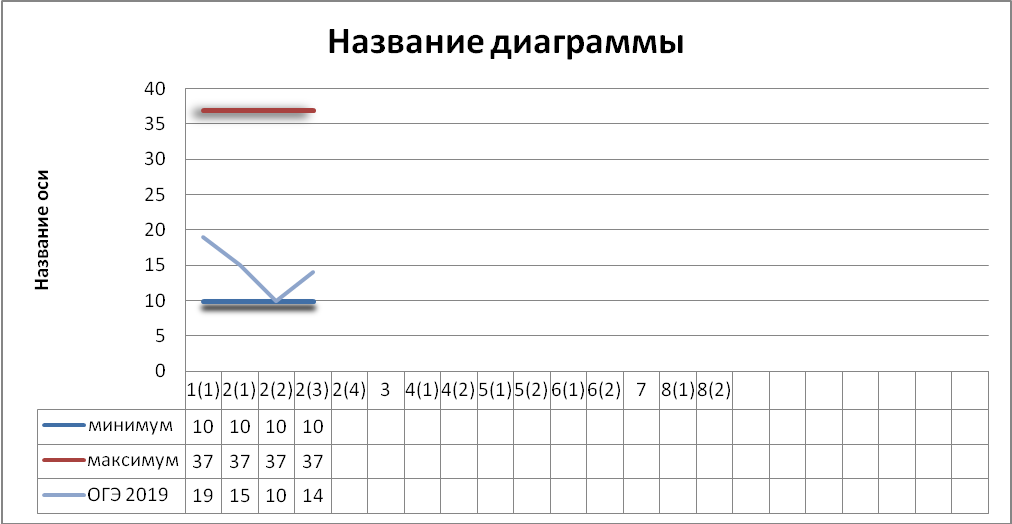 Название диаграммы
Название оси
40
35
30
25
20
15
10
5
0
1(1) 2(1) 2(2) 2(3) 2(4) 3 4(1) 4(2) 5(1) 5(2) 6(1) 6(2) 7 8(1) 8(2)
минимум 10 10 10 10
максимум 37 37 37 37
ОГЭ 2019 19 15 10 14